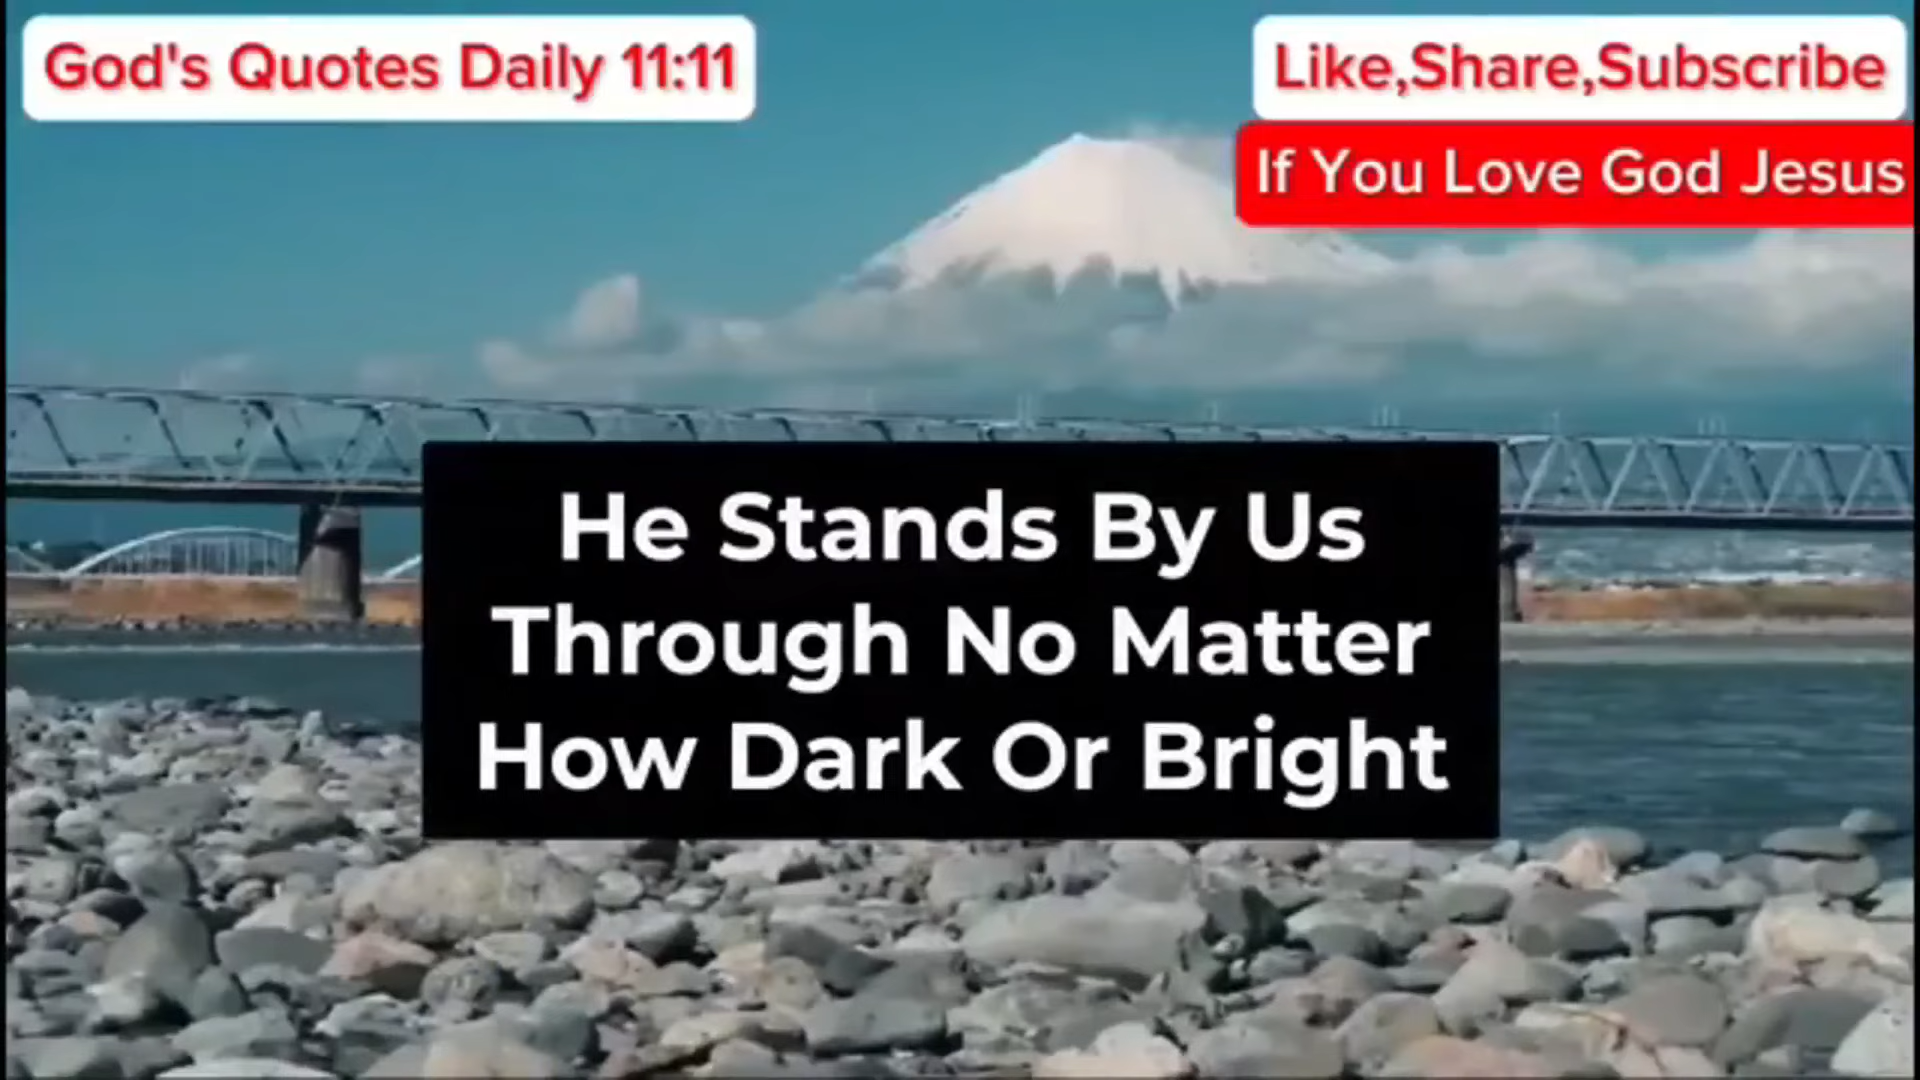 God's Quotes Daily 11:11
Like,Share,Subscribe
If You Love God Jesus
He Stands By Us
Through No Matter
How Dark Or Bright